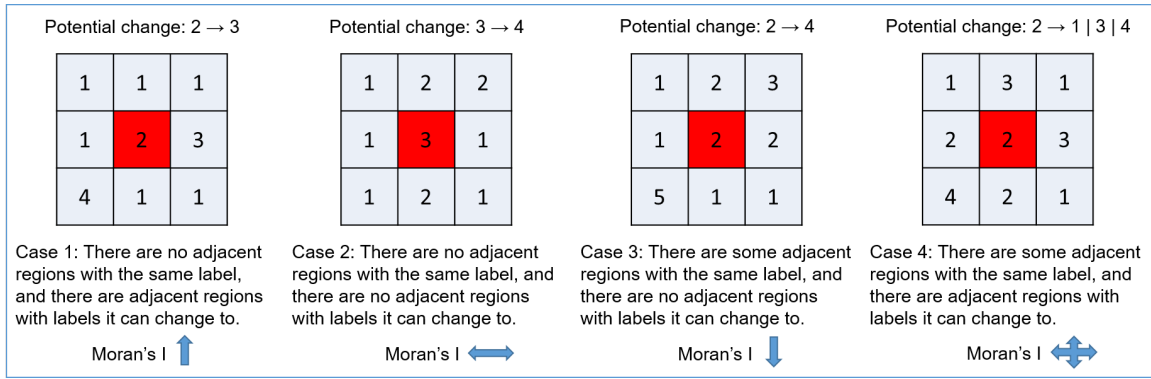 Potential change: 2 → 3
1 1 1
1 2 3
4 1 1
Case 1: There are no adjacent
regions with the same label,
and there are adjacent regions
with labels it can change to.
Moran's I
Potential change: 3 → 4
1 2 2
1 3 1
1 2 1
Case 2: There are no adjacent
regions with the same label, and
there are no adjacent regions
with labels it can change to.
Moran's I
Potential change: 2 → 4
1 2 3
1 2 2
5 1 1
Case 3: There are some adjacent
regions with the same label, and
there are no adjacent regions
with labels it can change to.
Moran's I
Potential change: 2 → 1 | 3 | 4
1 3 1
2 2 3
4 2 1
Case 4: There are some adjacent
regions with the same label, and
there are adjacent regions with
labels it can change to.
Moran's I